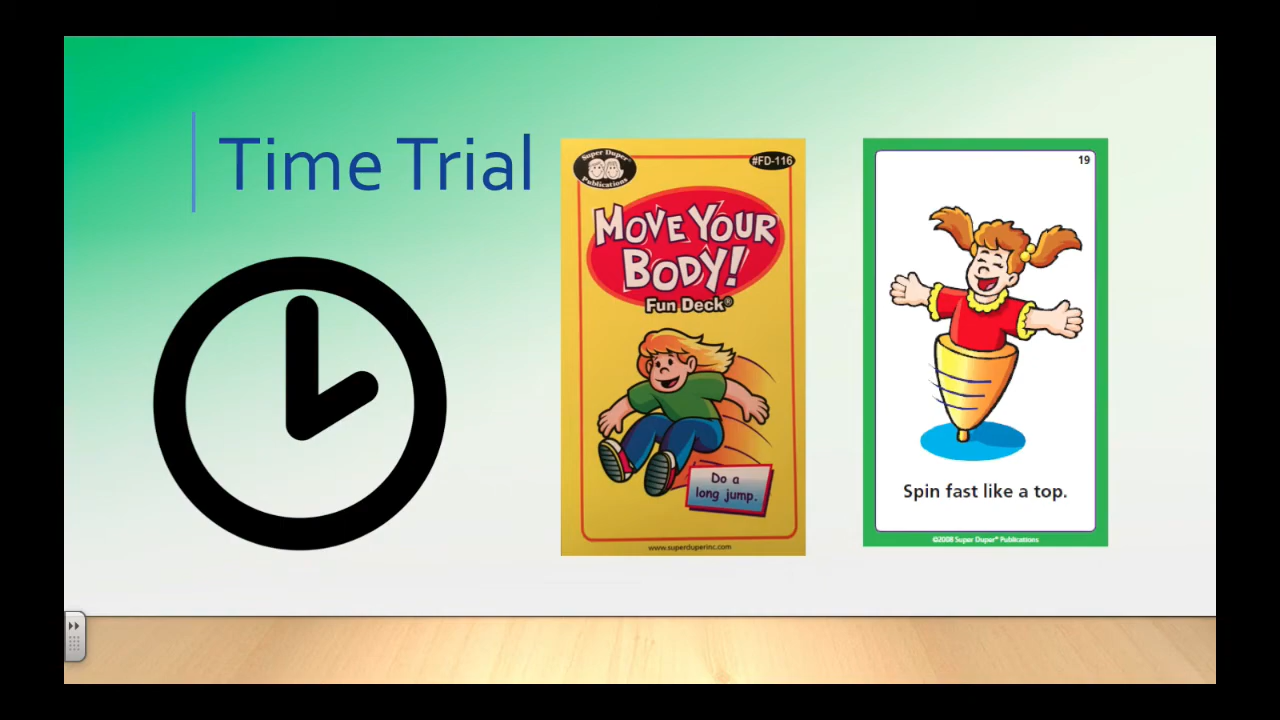 Time Trial
Super Duper®
Publications
#FD-116
MOVE YOUR
BODY!
Fun Deck®
Do a
long jump.
www.superduperinc.com
19
Spin fast like a top.
©2008 Super Duper® Publications